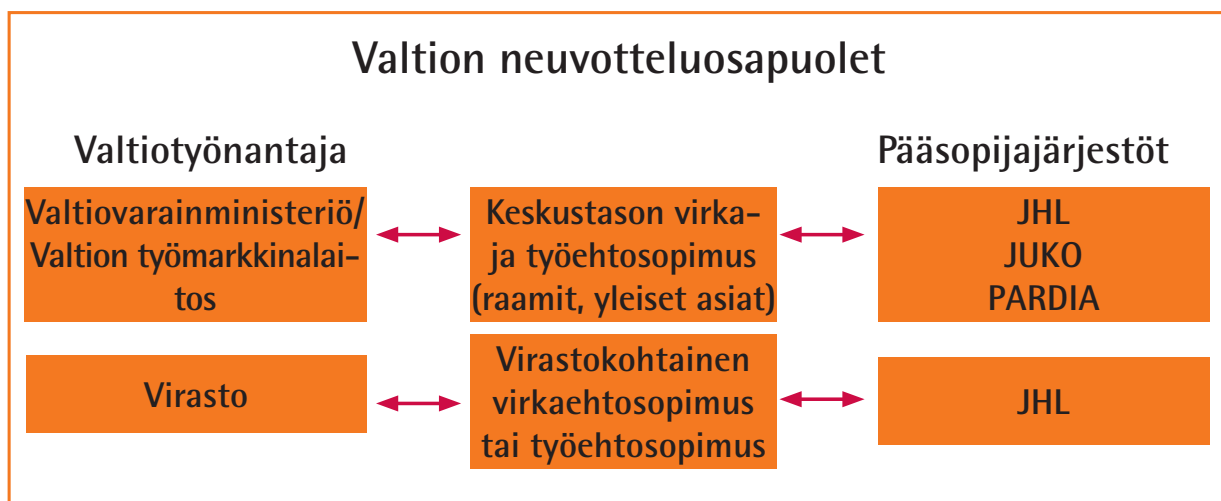 Valtion neuvotteluosapuolet
Valtiotyönantaja
Pääsopijajärjestöt
Valtiovarainministeriö/
Valtion työmarkkinalai-
tos
Keskustason virka-
ja työehtosopimus
(raamit, yleiset asiat)
JHL
JUKO
PARDIA
Virasto
Virastokohtainen
virkaehtosopimus
tai työehtosopimus
JHL